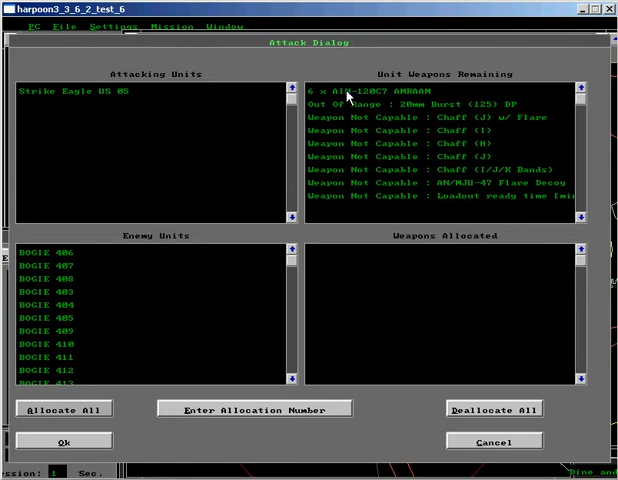 harpoon3_3_6_2_test_6
PC File Settings Mission Window
Attack Dialog
Attacking Units
Strike Eagle US 05
Unit Weapons Remaining
6 x AIM-120C7 AMRAAM
Out Of Range : 20mm Burst (125) DP
Weapon Not Capable : Chaff (J) w/ Flare
Weapon Not Capable : Chaff (I)
Weapon Not Capable : Chaff (H)
Weapon Not Capable : Chaff (J)
Weapon Not Capable : Chaff (I/J/K Bands)
Weapon Not Capable : AN/MJU-47 Flare Decoy
Weapon Not Capable : Loadout ready time [min
Enemy Units
BOGIE 406
BOGIE 407
BOGIE 408
BOGIE 403
BOGIE 404
BOGIE 405
BOGIE 409
BOGIE 410
BOGIE 411
BOGIE 412
BOGIE 413
Weapons Allocated
Allocate All
Enter Allocation Number
Deallocate All
Ok
Cancel
ession: 1 Sec.
Dine and